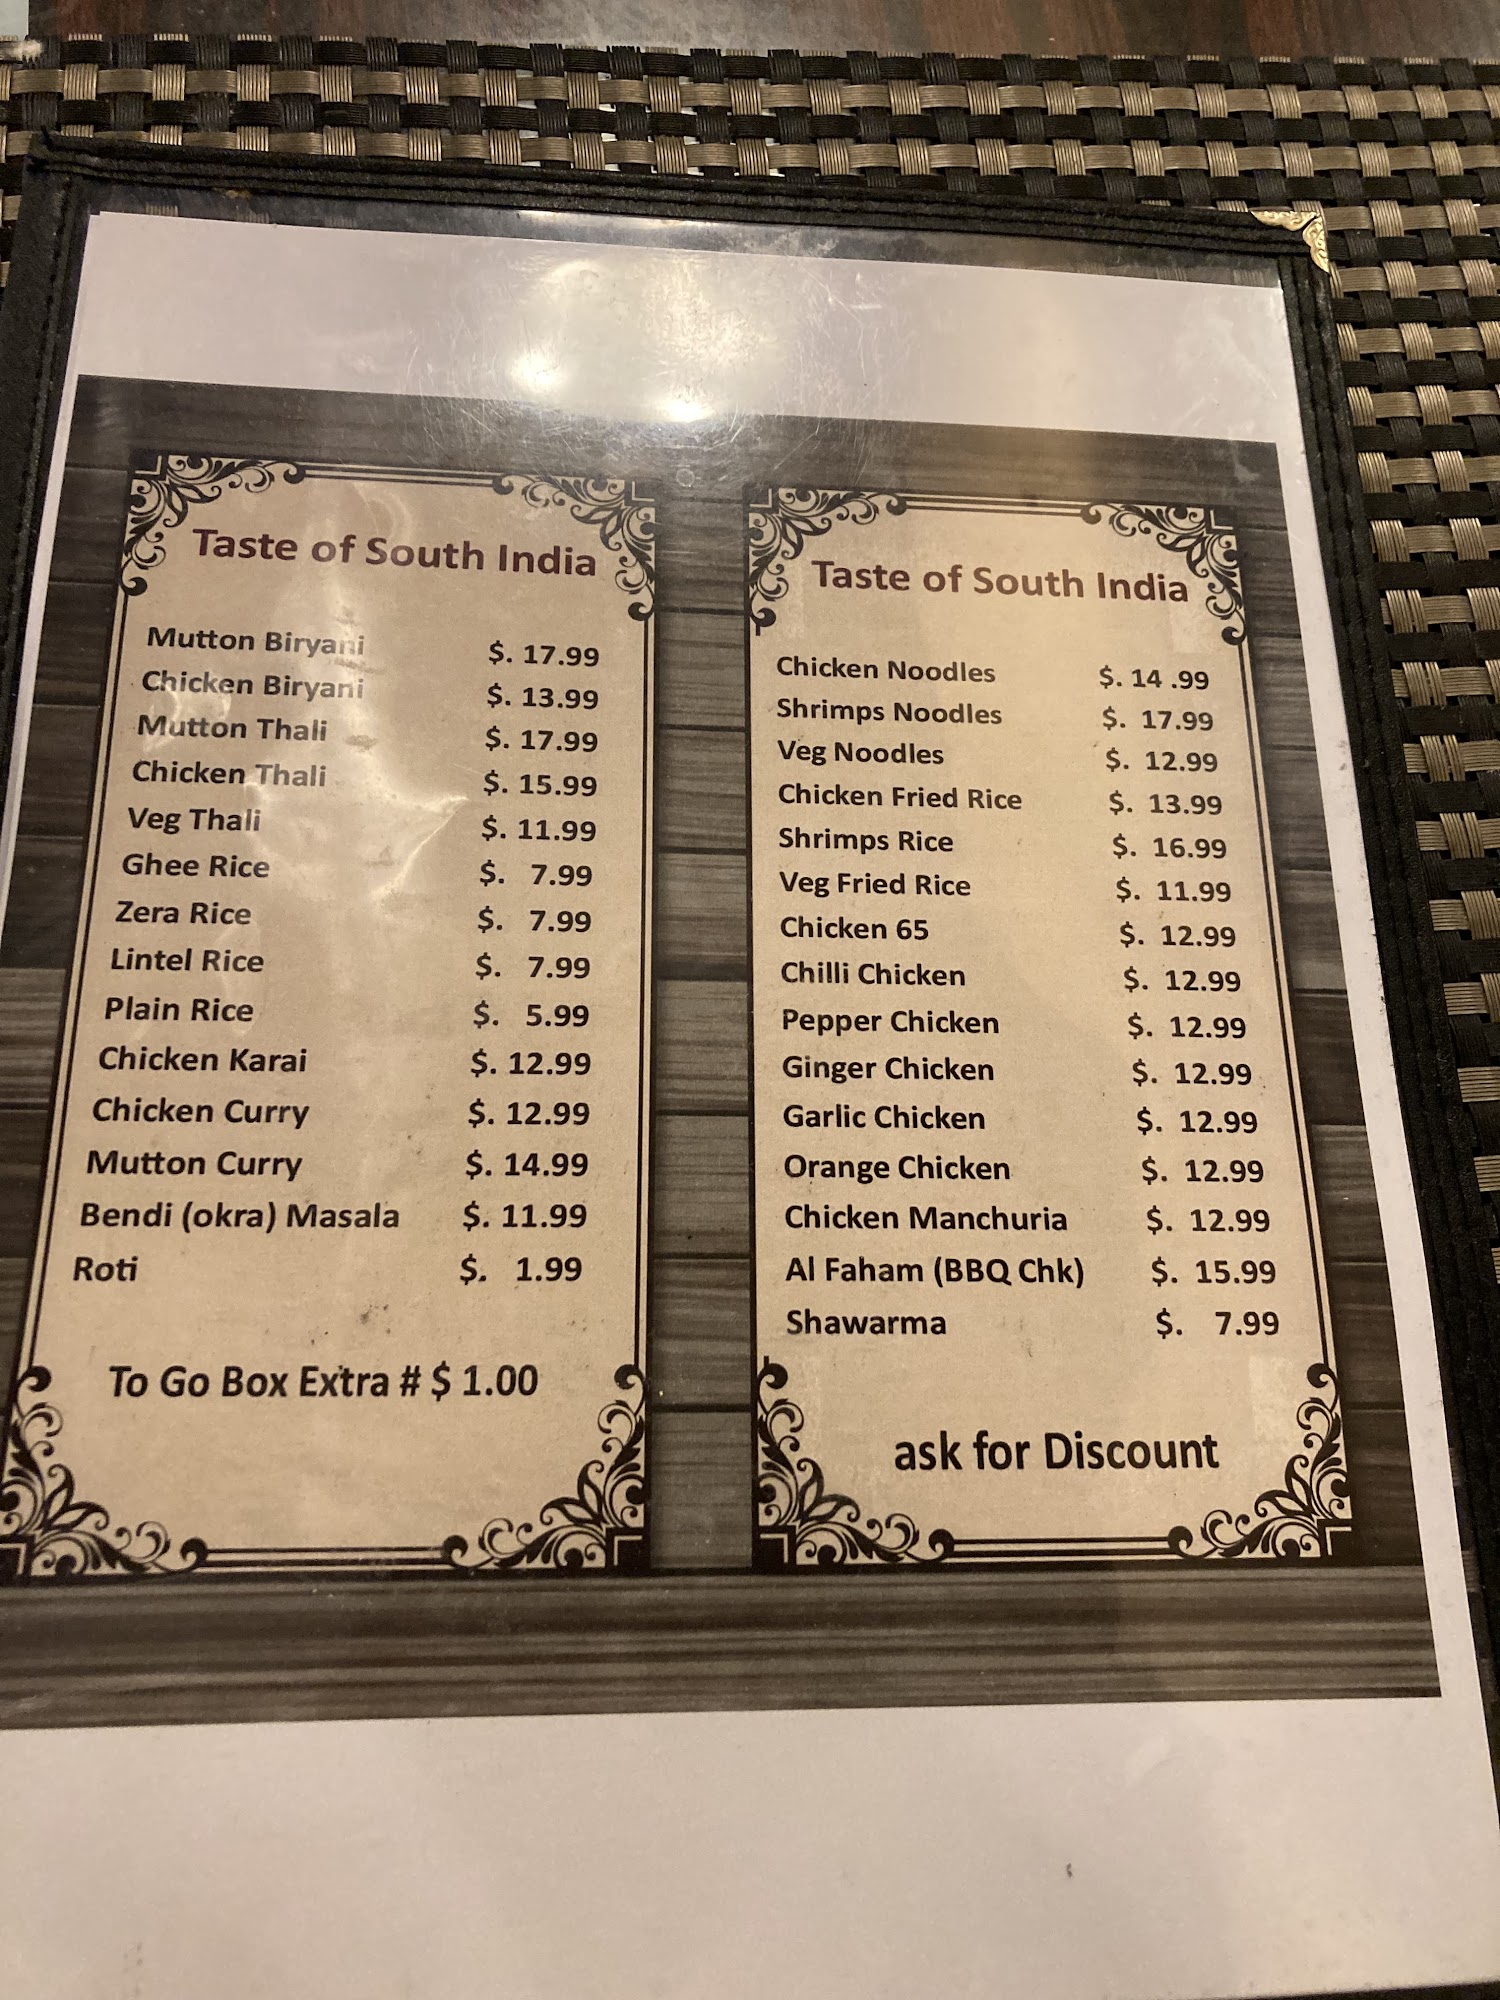 Taste of South India
Mutton Biryani $. 17.99
Chicken Biryani $. 13.99
Mutton Thali $. 17.99
Chicken Thali $. 15.99
Veg Thali $. 11.99
Ghee Rice $. 7.99
Zera Rice $. 7.99
Lintel Rice $. 7.99
Plain Rice $. 5.99
Chicken Karai $. 12.99
Chicken Curry $. 12.99
Mutton Curry $. 14.99
Bendi (okra) Masala $. 11.99
Roti $. 1.99
To Go Box Extra # $ 1.00
Taste of South India
Chicken Noodles $. 14 .99
Shrimps Noodles $. 17.99
Veg Noodles $. 12.99
Chicken Fried Rice $. 13.99
Shrimps Rice $. 16.99
Veg Fried Rice $. 11.99
Chicken 65 $. 12.99
Chilli Chicken $. 12.99
Pepper Chicken $. 12.99
Ginger Chicken $. 12.99
Garlic Chicken $. 12.99
Orange Chicken $. 12.99
Chicken Manchuria $. 12.99
Al Faham (BBQ Chk) $. 15.99
Shawarma $. 7.99
ask for Discount